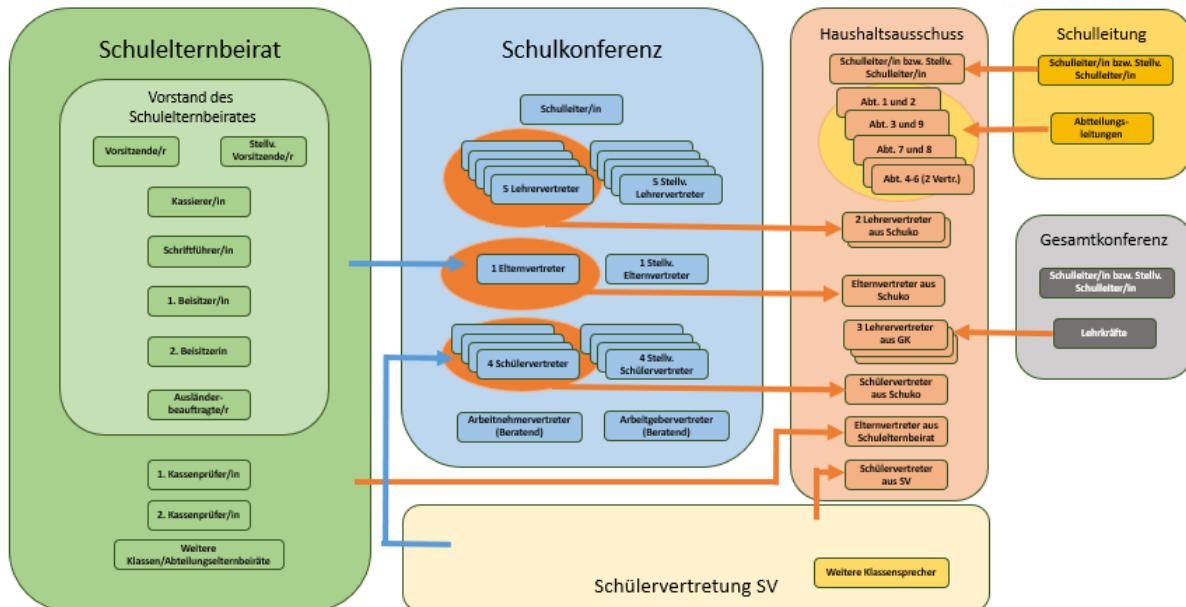 Schulelternbeirat
Vorstand des
Schulelternbeirates
Vorsitzende/r
Stellv.
Vorsitzende/r
Kassierer/in
Schriftführer/in
1. Beisitzer/in
2. Beisitzerin
Ausländer-
beauftragte/r
1. Kassenprüfer/in
2. Kassenprüfer/in
Weitere
Klassen/Abteilungselternbeiräte
Schulkonferenz
Schulleiter/in
5 Lehrervertreter
5 Stellv.
Lehrervertreter
1 Elternvertreter
1 Stellv.
Elternvertreter
4 Schülervertreter
4 Stellv.
Schülervertreter
Arbeitnehmervertreter
(Beratend)
Arbeitgebervertreter
(Beratend)
Haushaltsausschuss
Schulleiter/in bzw. Stellv.
Schulleiter/in
Abt. 1 und 2
Abt. 3 und 9
Abt. 7 und 8
Abt. 4-6 (2 Vertr.)
2 Lehrervertreter
aus Schuko
Elternvertreter aus
Schuko
3 Lehrervertreter
aus GK
Schülervertreter
aus Schuko
Elternvertreter aus
Schulelternbeirat
Schülervertreter
aus SV
Schulleitung
Schulleiter/in bzw. Stellv.
Schulleiter/in
Abtteilungs-
leitungen
Gesamtkonferenz
Schulleiter/in bzw. Stellv.
Schulleiter/in
Lehrkräfte
Schülervertretung SV
Weitere Klassensprecher